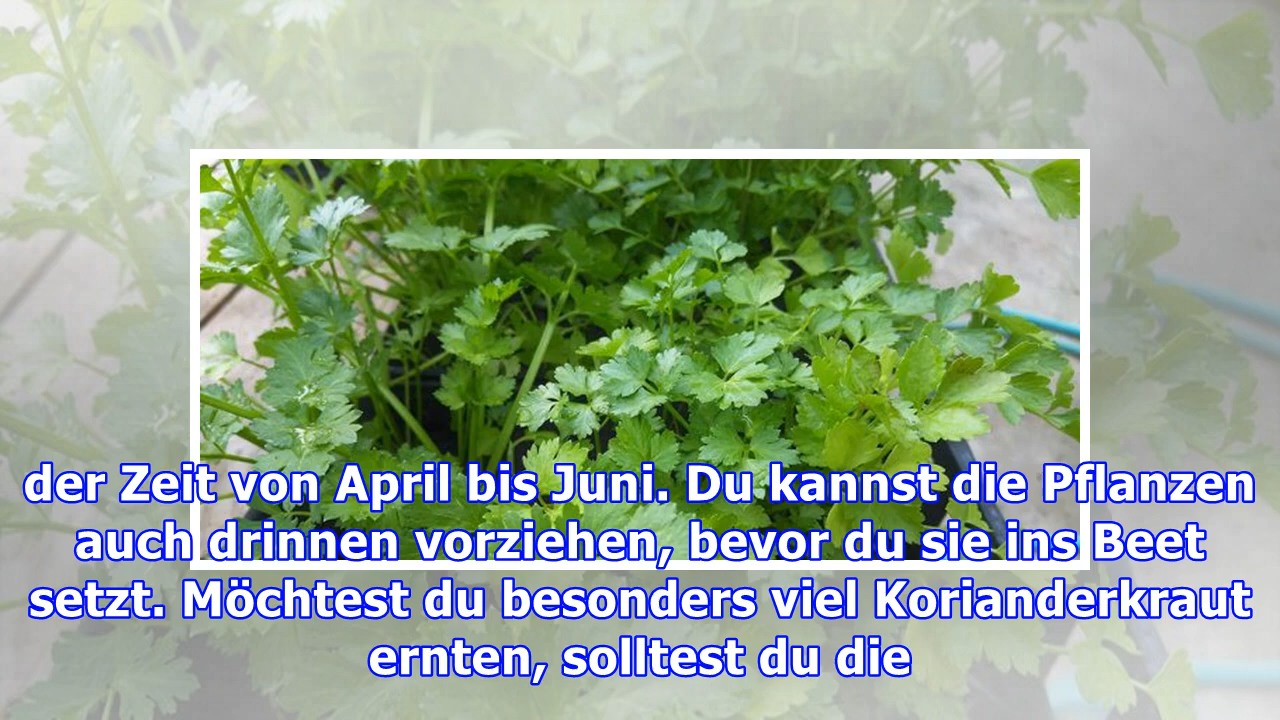 der Zeit von April bis Juni. Du kannst die Pflanzen
auch drinnen vorziehen, bevor du sie ins Beet
setzt. Möchtest du besonders viel Korianderkraut
ernten, solltest du die